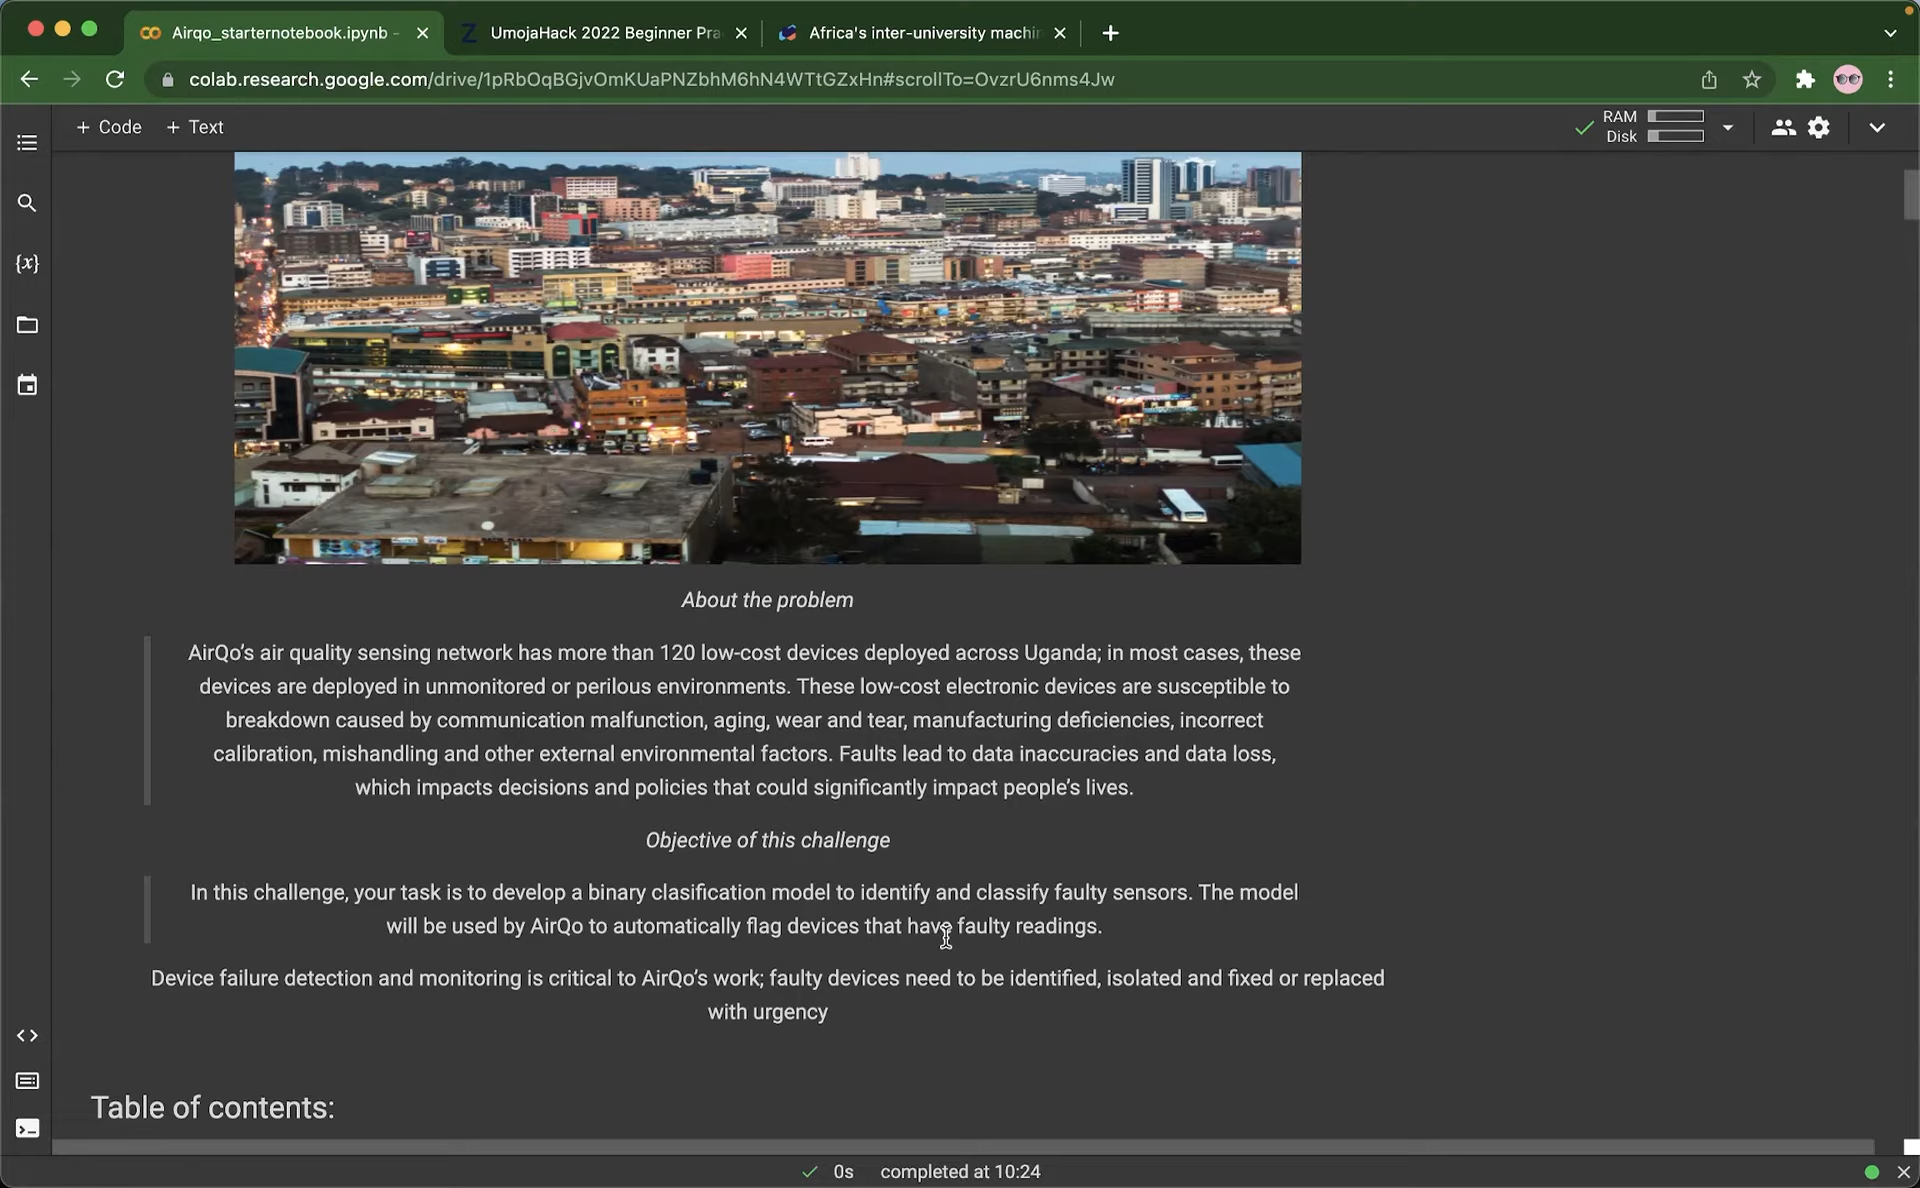 Airqo_starternotebook.ipynb -
UmojaHack 2022 Beginner Pra
Africa's inter-university machin
colab.research.google.com/drive/1pRbOqBGjvOmKUaPNZbhM6hN4WTtGZxHn#scrollTo=OvzrU6nms4Jw
+ Code + Text
RAM
Disk
{x}
About the problem
AirQo’s air quality sensing network has more than 120 low-cost devices deployed across Uganda; in most cases, these
devices are deployed in unmonitored or perilous environments. These low-cost electronic devices are susceptible to
breakdown caused by communication malfunction, aging, wear and tear, manufacturing deficiencies, incorrect
calibration, mishandling and other external environmental factors. Faults lead to data inaccuracies and data loss,
which impacts decisions and policies that could significantly impact people’s lives.
Objective of this challenge
In this challenge, your task is to develop a binary clasification model to identify and classify faulty sensors. The model
will be used by AirQo to automatically flag devices that have faulty readings.
Device failure detection and monitoring is critical to AirQo’s work; faulty devices need to be identified, isolated and fixed or replaced
with urgency
Table of contents:
0s completed at 10:24